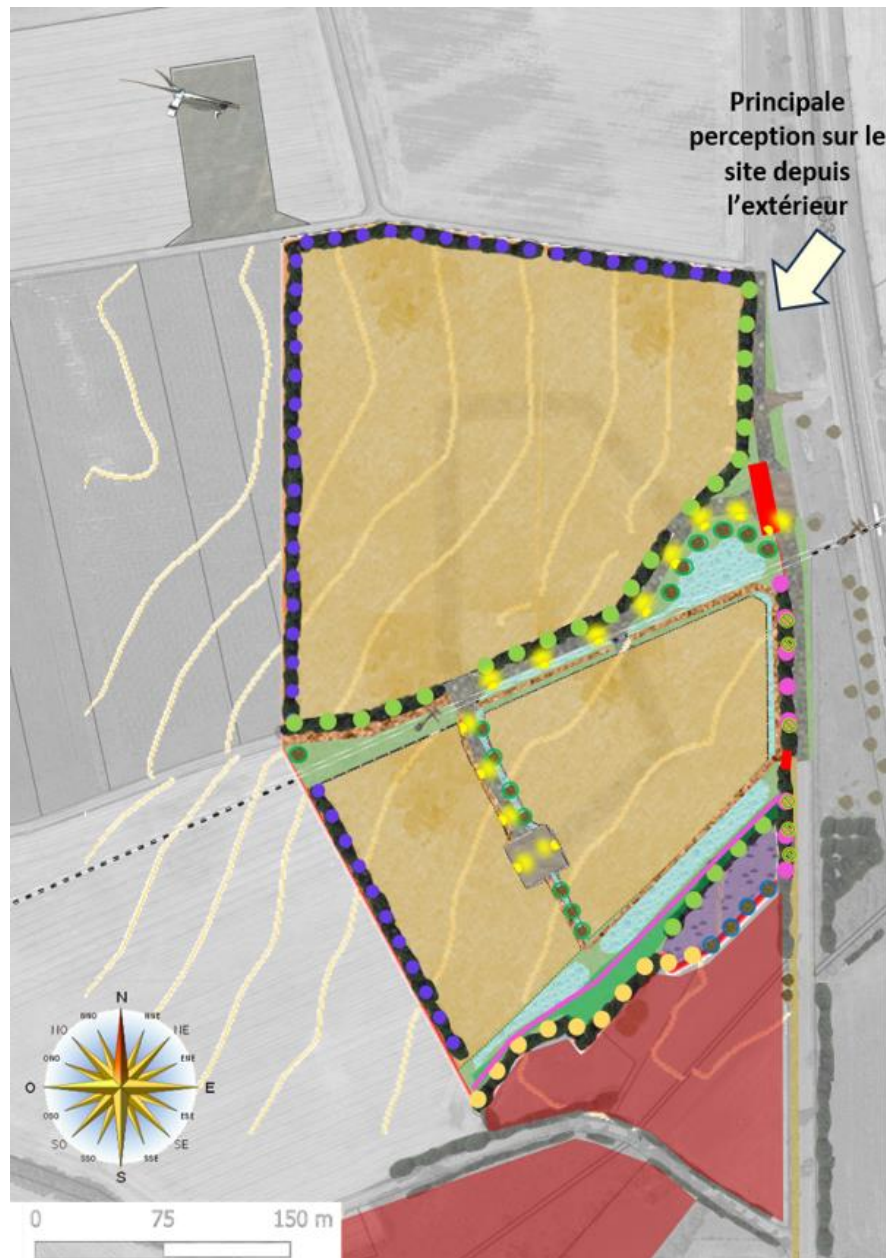 Principale
perception sur le
site depuis
l'extérieur
N
NNO
NNE
NO
NE
ONO
ENE
O
E
OSO
ESE
SO
SE
SSO
SSE
S
0 75 150 m